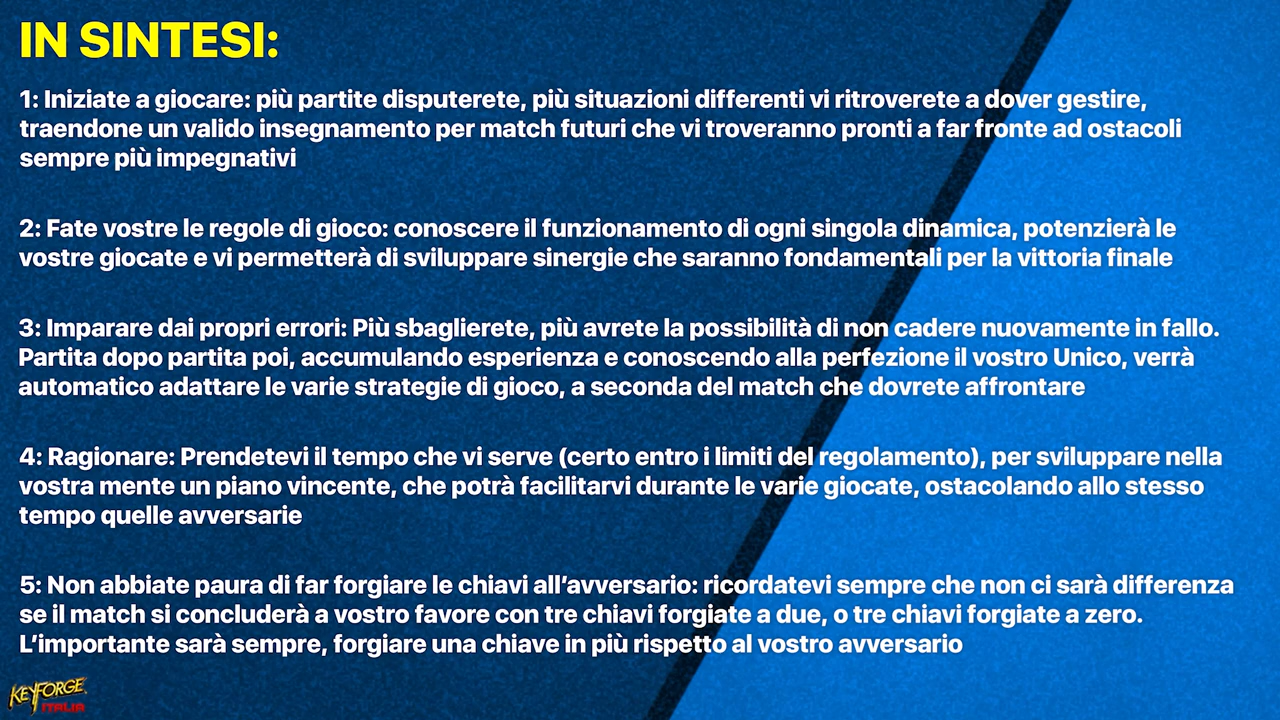 IN SINTESI:
1: Iniziate a giocare: più partite disputerete, più situazioni differenti vi ritroverete a dover gestire,
traendone un valido insegnamento per match futuri che vi troveranno pronti a far fronte ad ostacoli
sempre più impegnativi
2: Fate vostre le regole di gioco: conoscere il funzionamento di ogni singola dinamica, potenzierà le
vostre giocate e vi permetterà di sviluppare sinergie che saranno fondamentali per la vittoria finale
3: Imparare dai propri errori: Più sbaglierete, più avrete la possibilità di non cadere nuovamente in fallo.
Partita dopo partita poi, accumulando esperienza e conoscendo alla perfezione il vostro Unico, verrà
automatico adattare le varie strategie di gioco, a seconda del match che dovrete affrontare
4: Ragionare: Prendetevi il tempo che vi serve (certo entro i limiti del regolamento), per sviluppare nella
vostra mente un piano vincente, che potrà facilitarvi durante le varie giocate, ostacolando allo stesso
tempo quelle avversarie
5: Non abbiate paura di far forgiare le chiavi all’avversario: ricordatevi sempre che non ci sarà differenza
se il match si concluderà a vostro favore con tre chiavi forgiate a due, o tre chiavi forgiate a zero.
L’importante sarà sempre, forgiare una chiave in più rispetto al vostro avversario
KEYFORGE
ITALIA